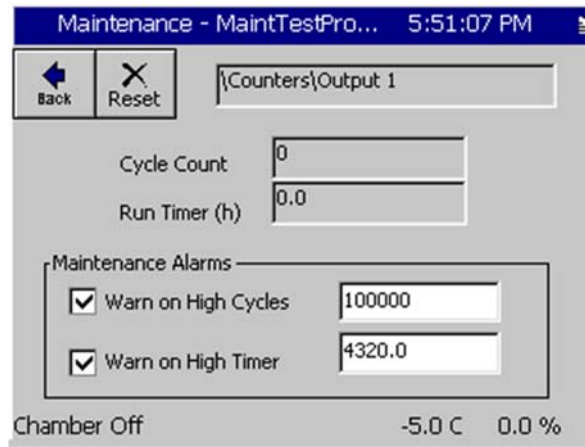 Maintenance - MaintTestPro... 5:51:07 PM
Back
Reset
\Counters\Output 1
Cycle Count 0
Run Timer (h) 0.0
Maintenance Alarms
Warn on High Cycles 100000
Warn on High Timer 4320.0
Chamber Off -5.0 C 0.0 %